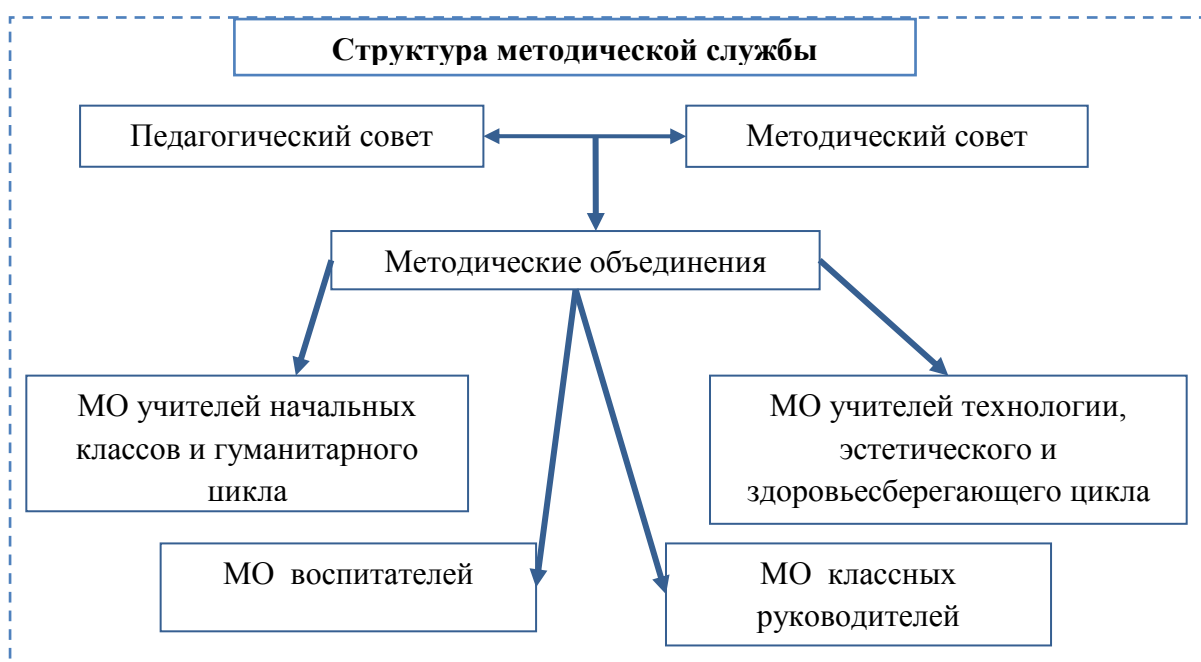 Структура методической службы
Педагогический совет
Методический совет
Методические объединения
МО учителей начальных
классов и гуманитарного
цикла
МО учителей технологии,
эстетического и
здоровьесберегающего цикла
МО воспитателей
МО классных
руководителей